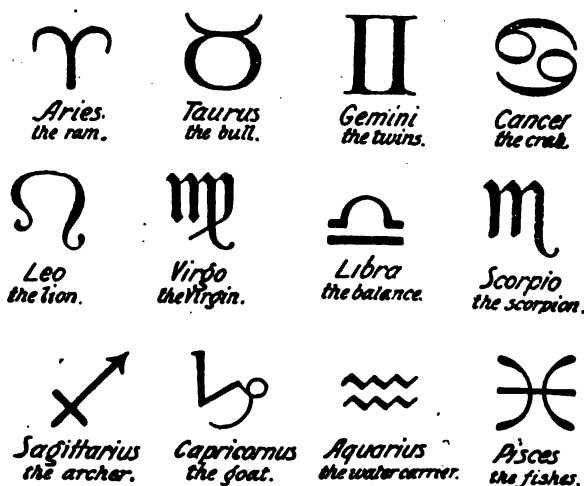 Aries.
the ram.
Taurus
the bull.
Gemini
the twins.
Cancer
the crab.
Leo
the lion.
Virgo
the Virgin.
Libra
the balance.
Scorpio
the scorpion.
Sagittarius
the archer.
Capricornus
the goat.
Aquarius
the water carrier.
Pisces
the fishes.